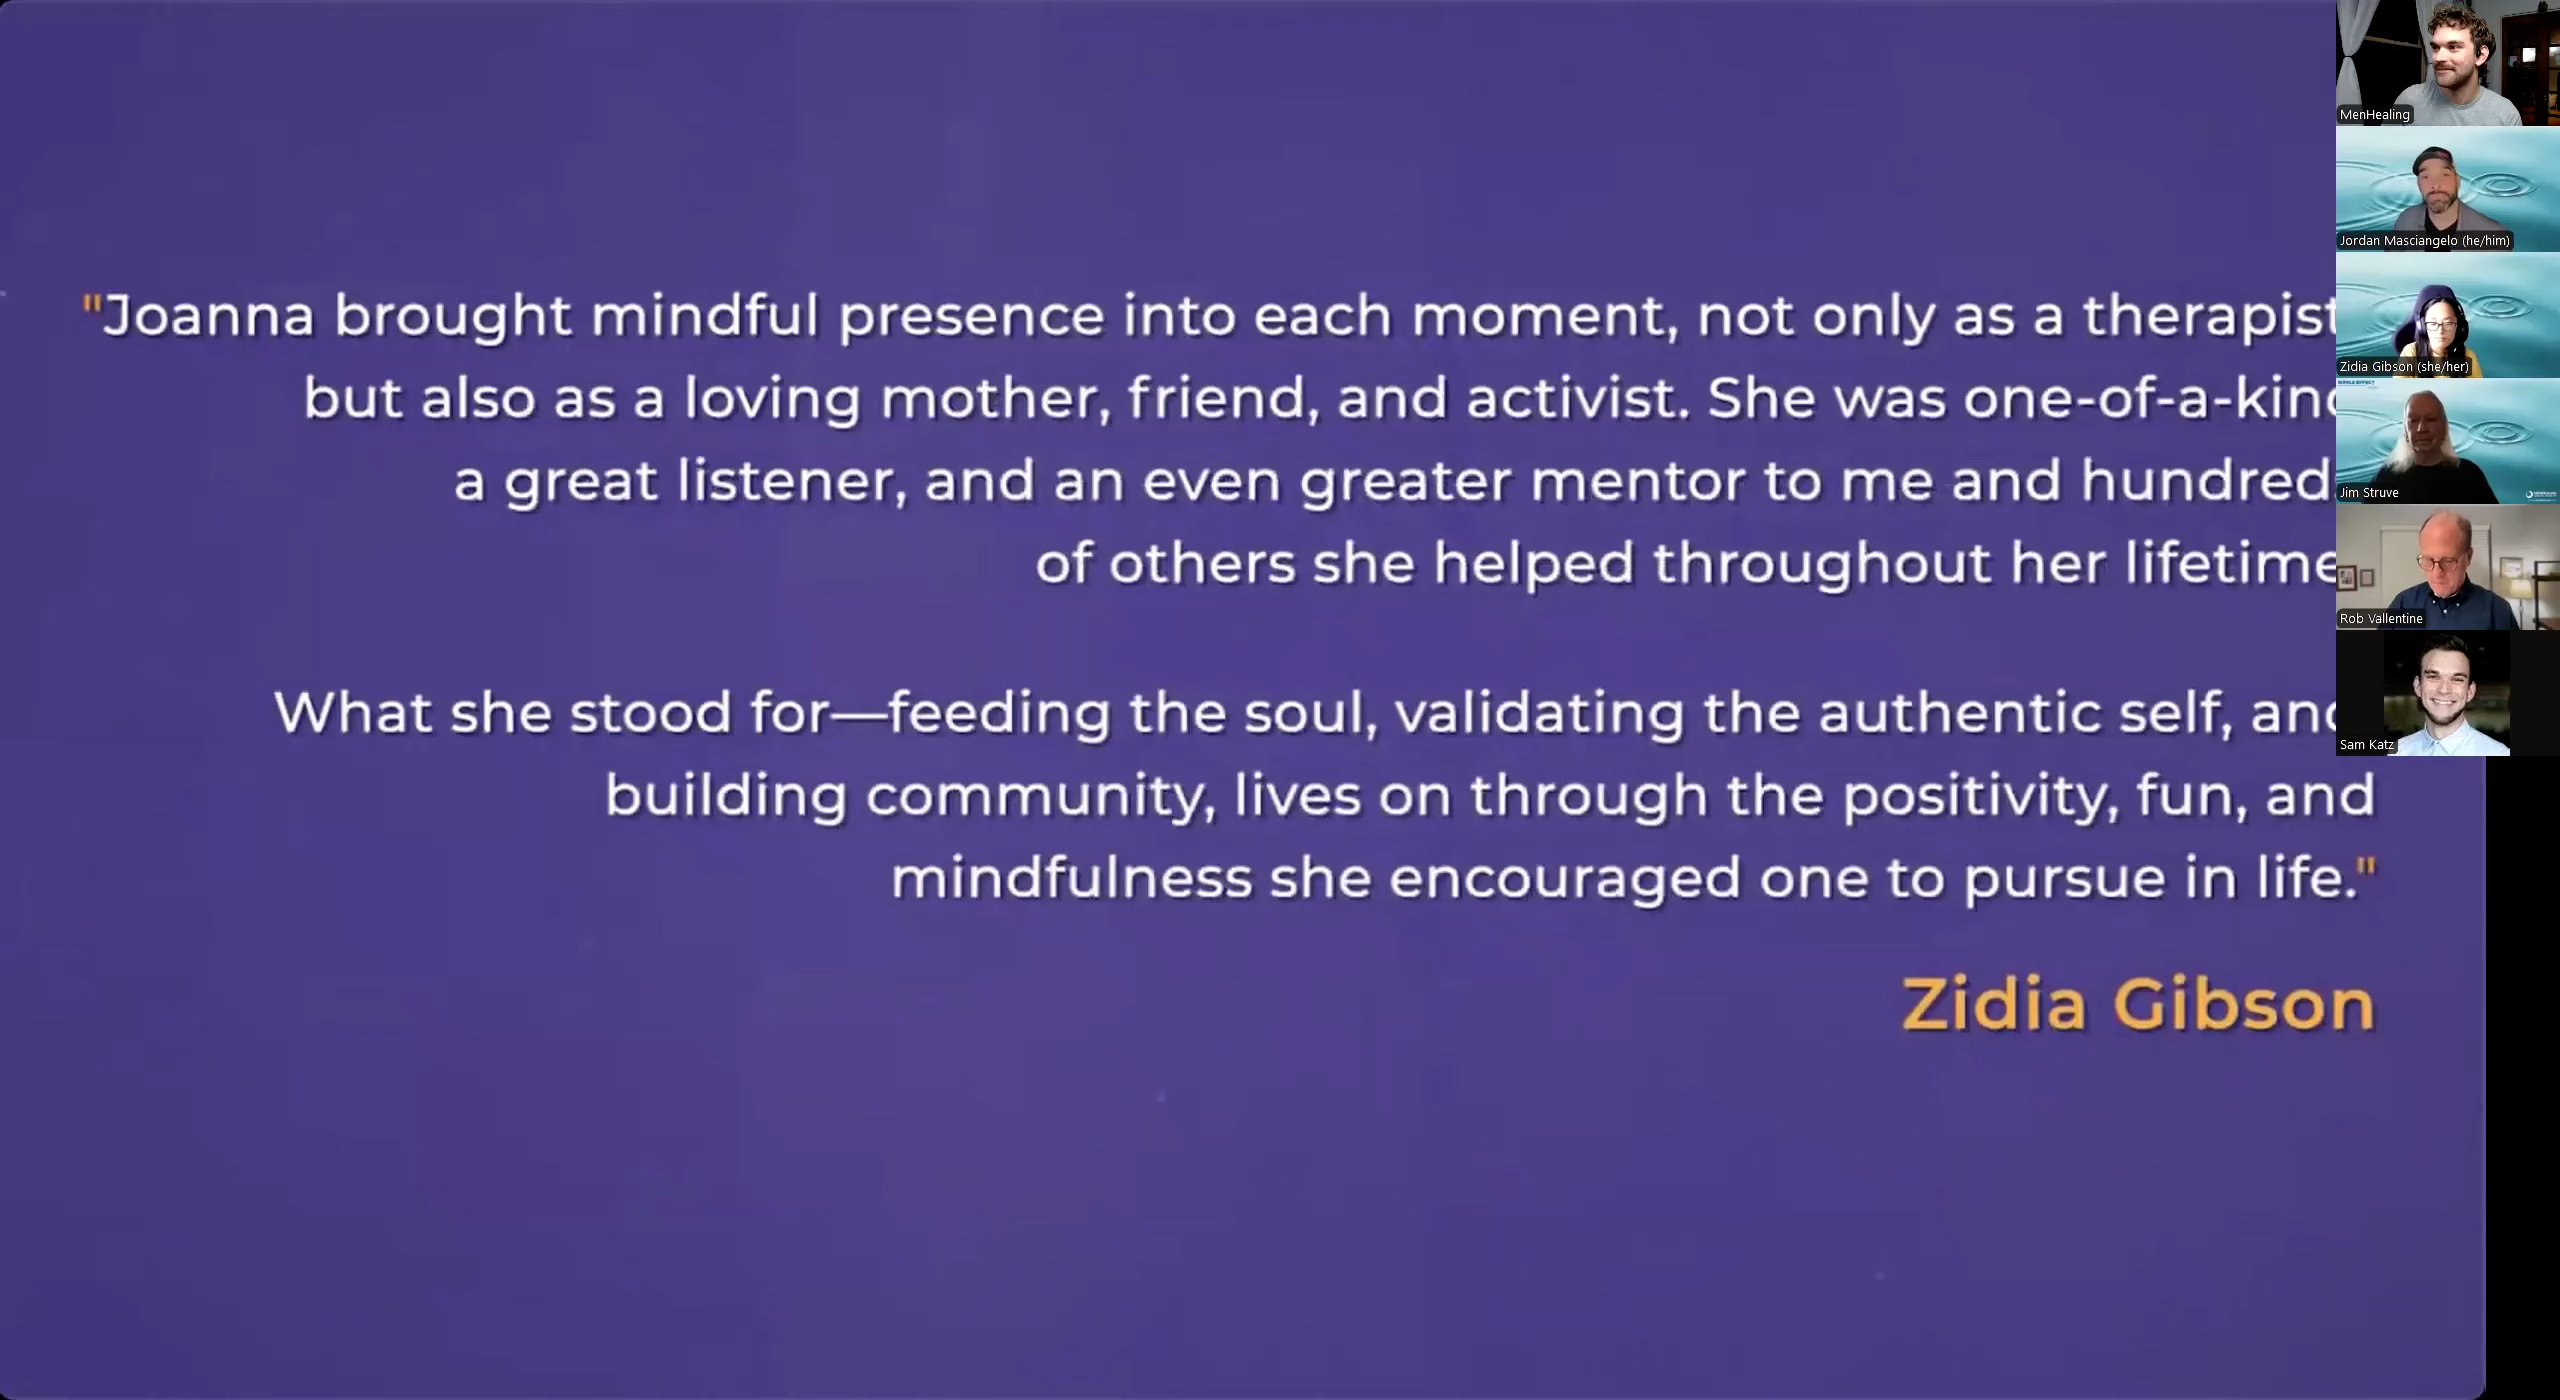 "Joanna brought mindful presence into each moment, not only as a therapist
but also as a loving mother, friend, and activist. She was one-of-a-kind
a great listener, and an even greater mentor to me and hundred
of others she helped throughout her lifetime
What she stood for—feeding the soul, validating the authentic self, and
building community, lives on through the positivity, fun, and
mindfulness she encouraged one to pursue in life."
Zidia Gibson
MenHealing
Jordan Masciangelo (he/him)
Zidia Gibson (she/her)
Jim Struve
Rob Vallentine
Sam Katz